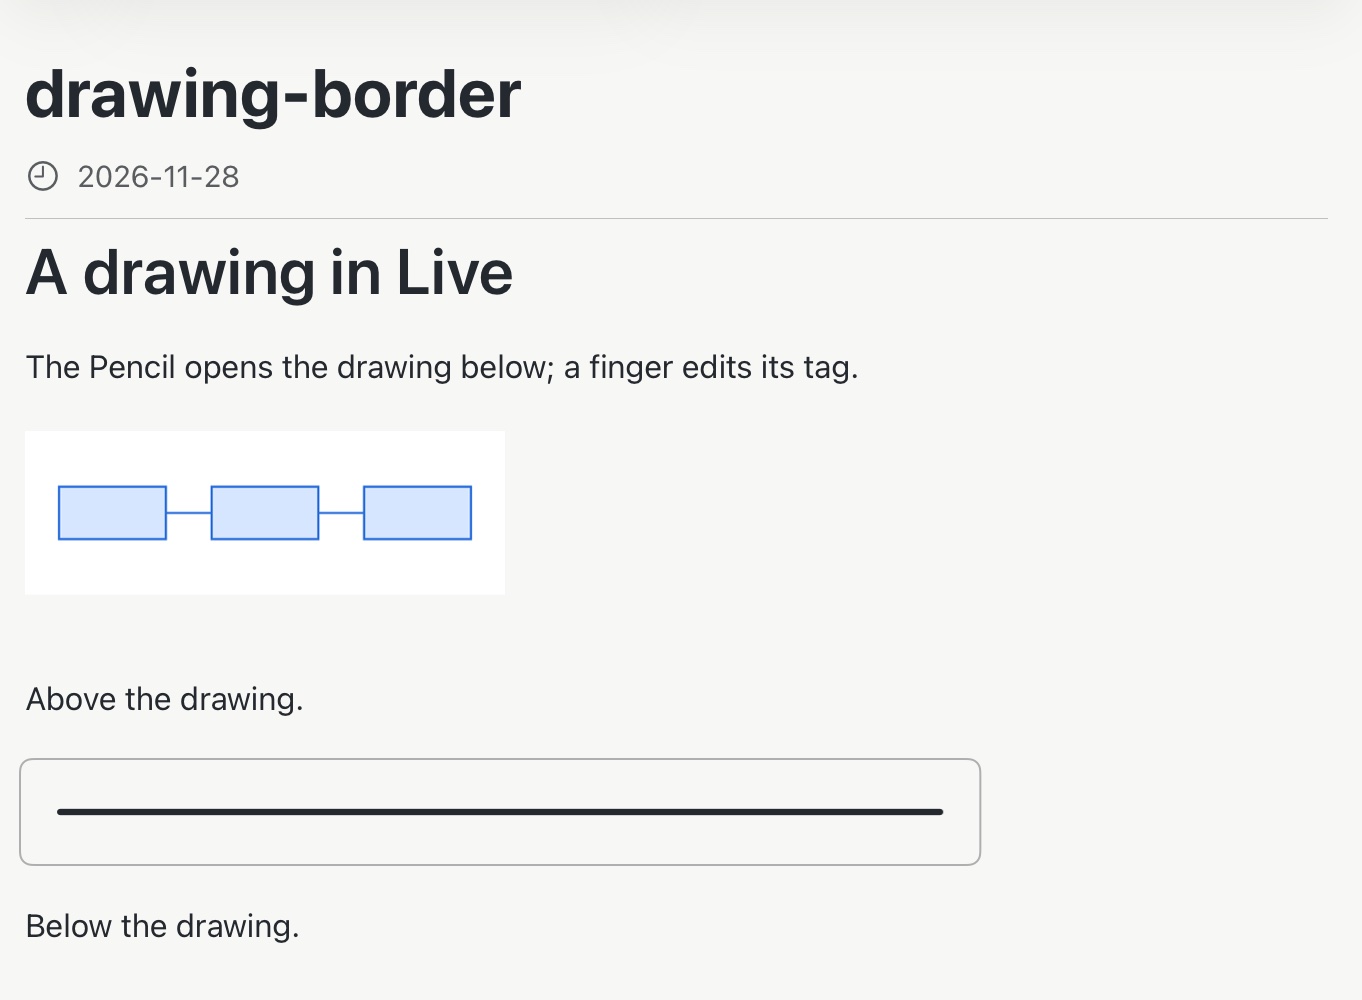 drawing-border
2026-11-28
A drawing in Live
The Pencil opens the drawing below; a finger edits its tag.
Above the drawing.
Below the drawing.